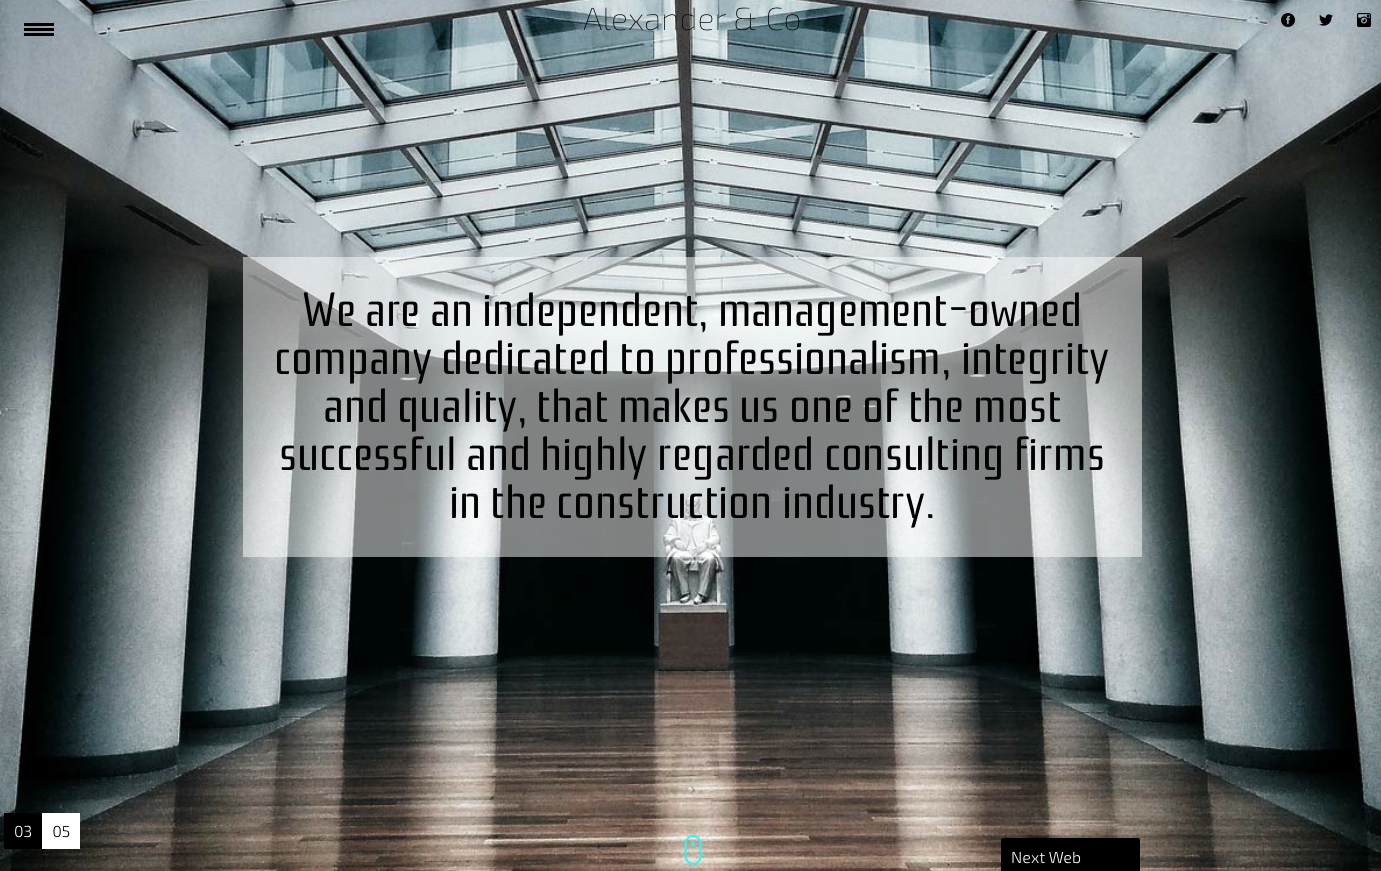 Alexander & Co
We are an independent, management-owned
company dedicated to professionalism, integrity
and quality, that makes us one of the most
successful and highly regarded consulting firms
in the construction industry.
03 05
Next Web